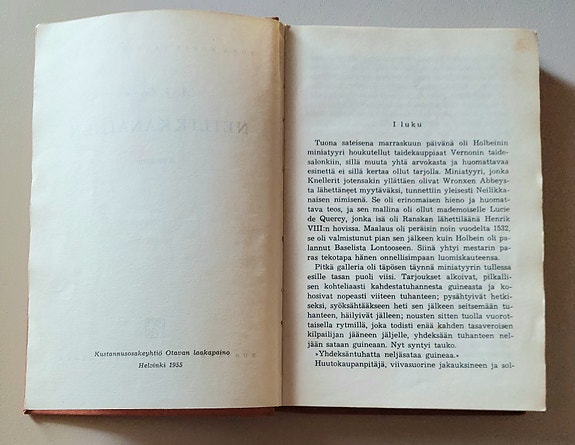 Kustannusosakeyhtiö Otavan laakapaino
Helsinki 1955
I luku
Tuona sateisena marraskuun päivänä oli Holbeinin
miniatyyri houkutellut taidekauppiaat Vernonin taide-
salonkiin, sillä muuta yhtä arvokasta ja huomattavaa
esinettä ei sillä kertaa ollut tarjolla. Miniatyyri, jonka
Knellerit jotensakin yllättäen olivat Wronxen Abbeys-
ta lähettäneet myytäväksi, tunnettiin yleisesti Neilikka-
naisen nimisenä. Se oli erinomaisen hieno ja huomat-
tava teos, ja sen mallina oli ollut mademoiselle Lucie
de Quercy, jonka isä oli Ranskan lähettiläänä Henrik
VIII:n hovissa. Maalaus oli peräisin noin vuodelta 1532,
se oli valmistunut pian sen jälkeen kuin Holbein oli pa-
lannut Baselista Lontooseen. Siinä yhtyi mestarin pa-
ras tekotapa hänen onnellisimpaan luomiskauteensa.
Pitkä galleria oli täpösen täynnä miniatyyrin tullessa
esille tasan puoli viisi. Tarjoukset alkoivat, pilkalli-
sen kohteliaasti kahdestatuhannesta guineasta ja ko-
hosivat nopeasti viiteen tuhanteen; pysähtyivät hetki-
seksi, syöksähtääkseen heti sen jälkeen seitsemään tu-
hanteen, häilyivät jälleen; nousten sitten tuolla vuorot-
taisella rytmillä, joka todisti enää kahden tasaveroisen
kilpailijan jääneen jäljelle, yhdeksään tuhanteen nel-
jään sataan guineaan. Nyt syntyi tauko.
»Yhdeksäntuhatta neljäsataa guineaa.»
Huutokaupanpitäjä, viivasuorine jakauksineen ja sol-